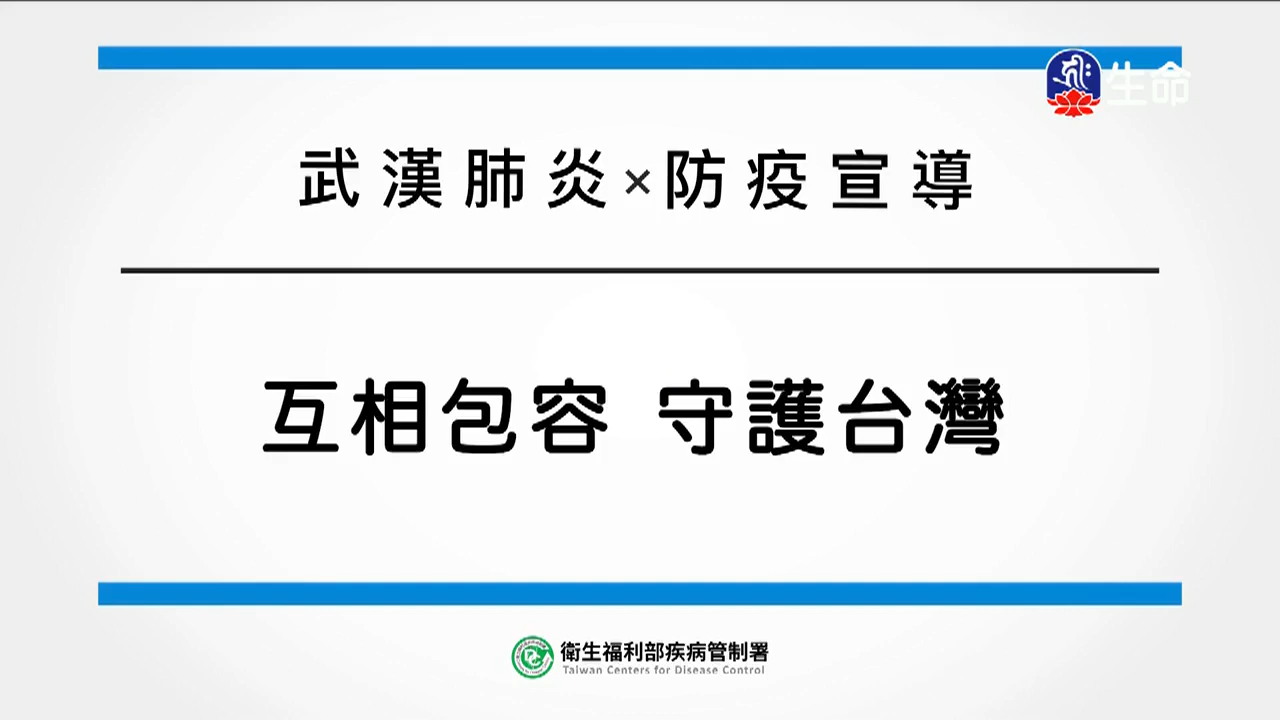 生命
武漢肺炎×防疫宣導
互相包容 守護台灣
衛生福利部疾病管制署
Taiwan Centers for Disease Control